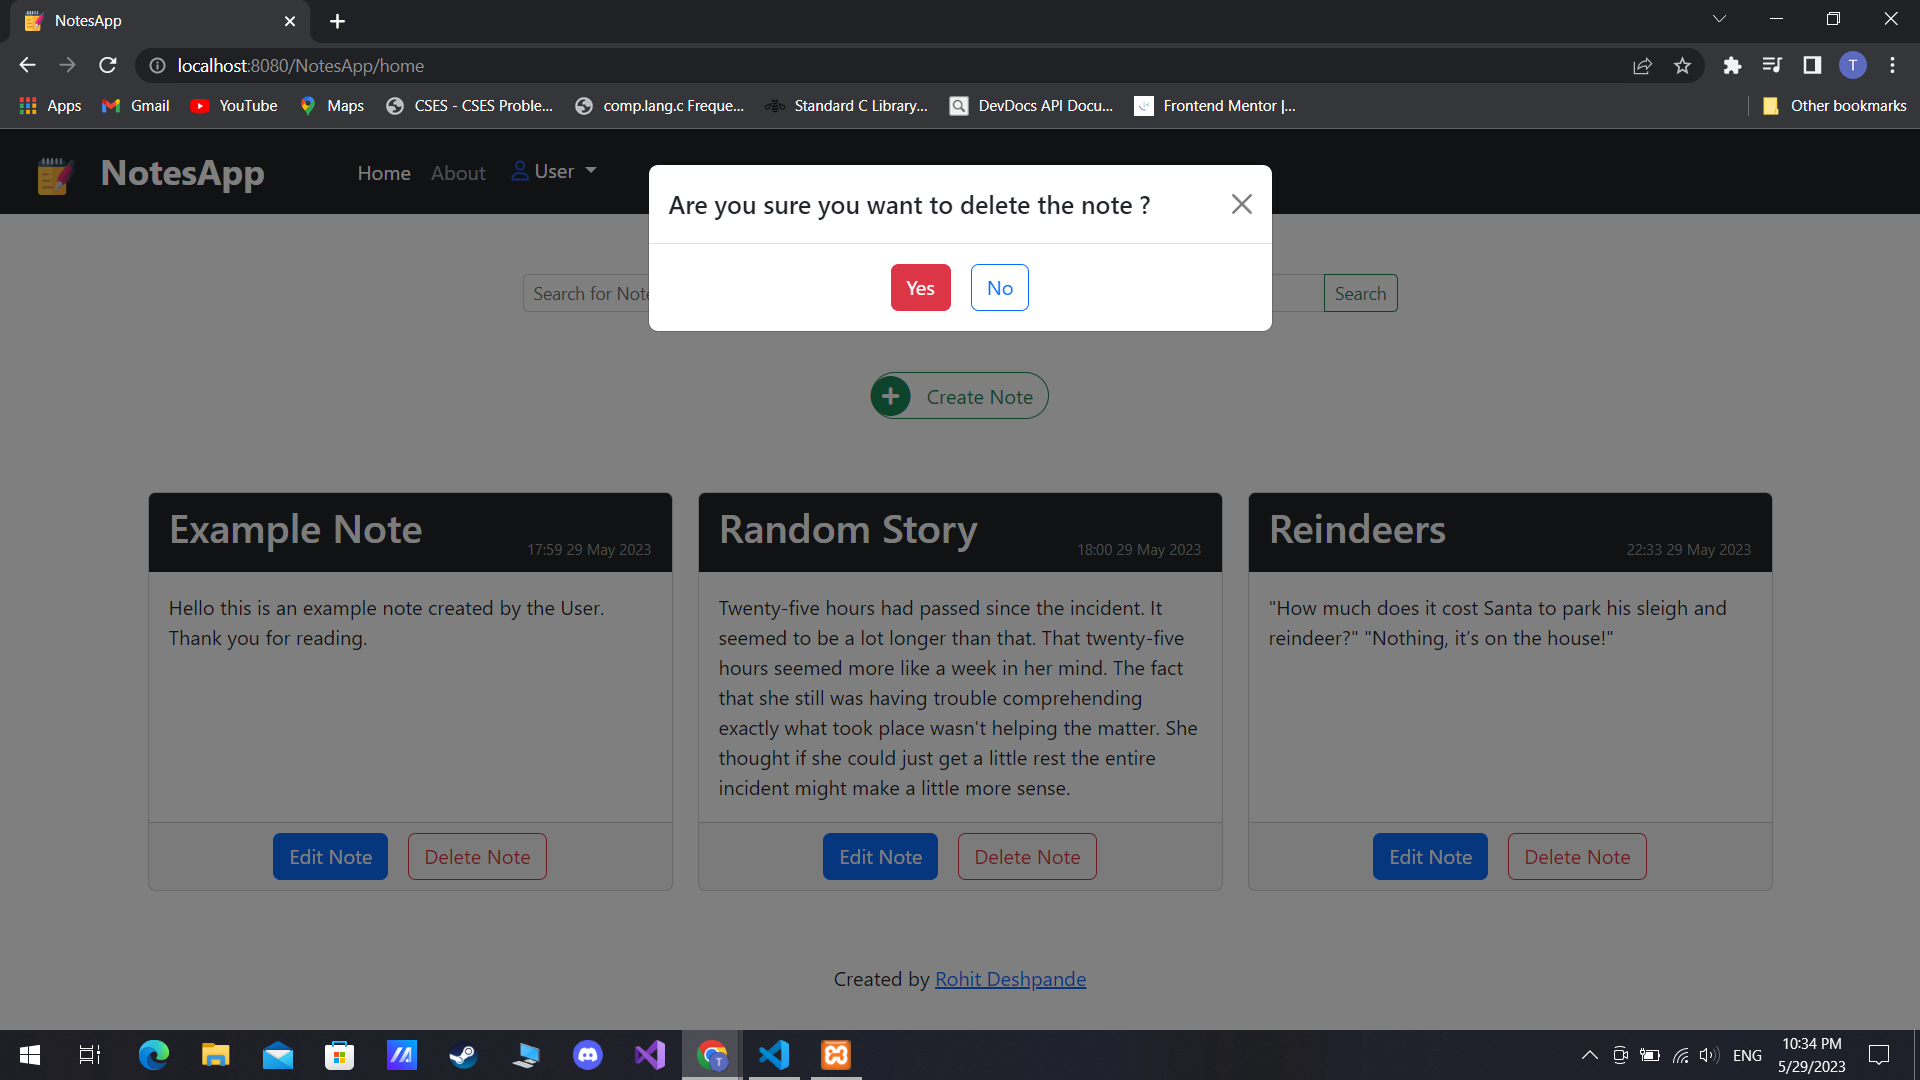 NotesApp
localhost:8080/NotesApp/home
T
Apps
Gmail
YouTube
Maps
CSES - CSES Proble...
comp.lang.c Freque...
Standard C Library...
DevDocs API Docu...
Frontend Mentor |...
Other bookmarks
NotesApp
Home
About
User
Are you sure you want to delete the note ?
Yes
No
Search for Note
Search
Create Note
Example Note
17:59 29 May 2023
Hello this is an example note created by the User.
Thank you for reading.
Edit Note
Delete Note
Random Story
18:00 29 May 2023
Twenty-five hours had passed since the incident. It
seemed to be a lot longer than that. That twenty-five
hours seemed more like a week in her mind. The fact
that she still was having trouble comprehending
exactly what took place wasn't helping the matter. She
thought if she could just get a little rest the entire
incident might make a little more sense.
Edit Note
Delete Note
Reindeers
22:33 29 May 2023
"How much does it cost Santa to park his sleigh and
reindeer?" "Nothing, it’s on the house!"
Edit Note
Delete Note
Created by Rohit Deshpande
T
ENG
10:34 PM
5/29/2023